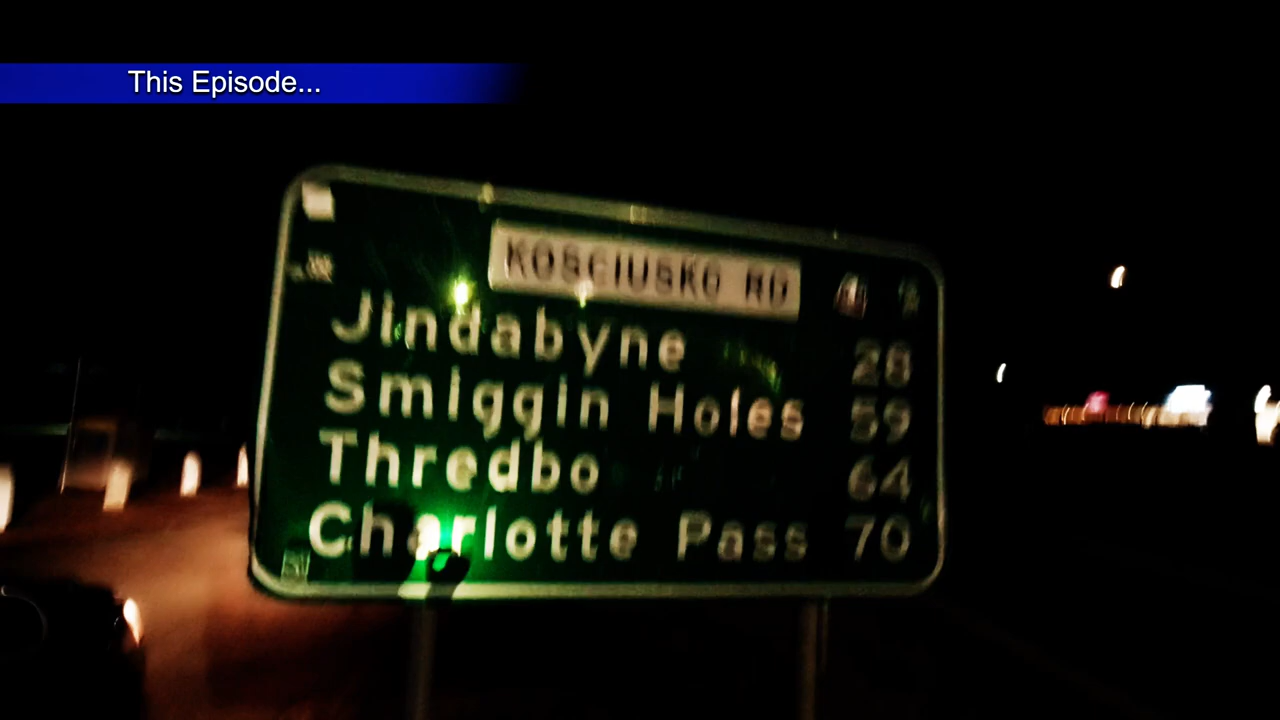 This Episode...
KOSCIUSKO RD
Jindabyne 28
Smiggin Holes 59
Thredbo 64
Charlotte Pass 70